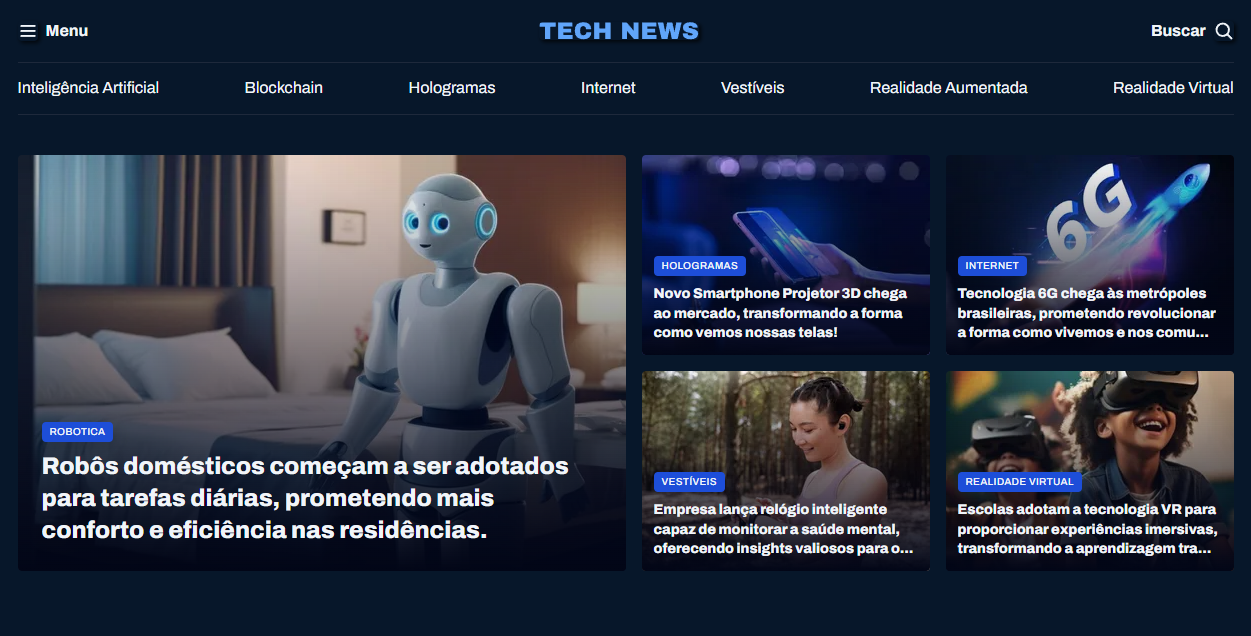 Menu
TECH NEWS
Buscar
Inteligência Artificial
Blockchain
Hologramas
Internet
Vestíveis
Realidade Aumentada
Realidade Virtual
ROBOTICA
Robôs domésticos começam a ser adotados
para tarefas diárias, prometendo mais
conforto e eficiência nas residências.
HOLOGRAMAS
Novo Smartphone Projetor 3D chega
ao mercado, transformando a forma
como vemos nossas telas!
6G
INTERNET
Tecnologia 6G chega às metrópoles
brasileiras, prometendo revolucionar
a forma como vivemos e nos comu...
VESTÍVEIS
Empresa lança relógio inteligente
capaz de monitorar a saúde mental,
oferecendo insights valiosos para o...
REALIDADE VIRTUAL
Escolas adotam a tecnologia VR para
proporcionar experiências imersivas,
transformando a aprendizagem tra...